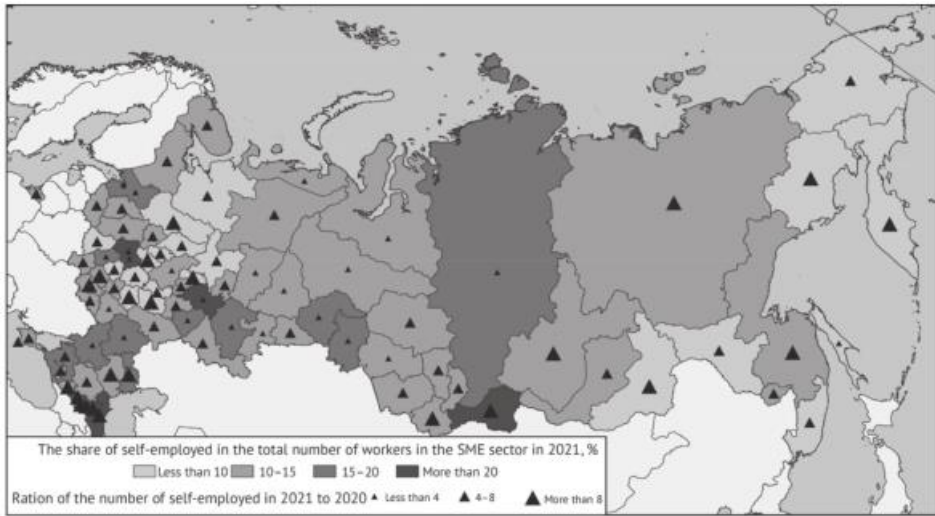 The share of self-employed in the total number of workers in the SME sector in 2021, %
Less than 10 10–15 15–20 More than 20
Ration of the number of self-employed in 2021 to 2020 Less than 4 4–8 More than 8